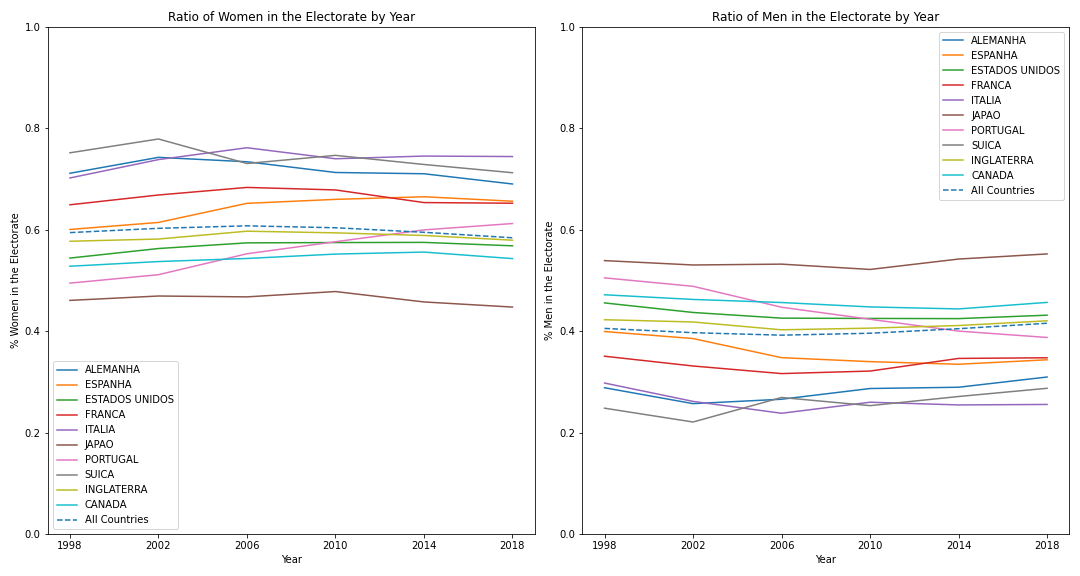 Ratio of Women in the Electorate by Year
1.0
0.8
0.6
0.4
0.2
0.0
% Women in the Electorate
ALEMANHA
ESPANHA
ESTADOS UNIDOS
FRANCA
ITALIA
JAPAO
PORTUGAL
SUICA
INGLATERRA
CANADA
All Countries
1998 2002 2006 2010 2014 2018
Year
Ratio of Men in the Electorate by Year
1.0
0.8
0.6
0.4
0.2
0.0
% Men in the Electorate
ALEMANHA
ESPANHA
ESTADOS UNIDOS
FRANCA
ITALIA
JAPAO
PORTUGAL
SUICA
INGLATERRA
CANADA
All Countries
1998 2002 2006 2010 2014 2018
Year